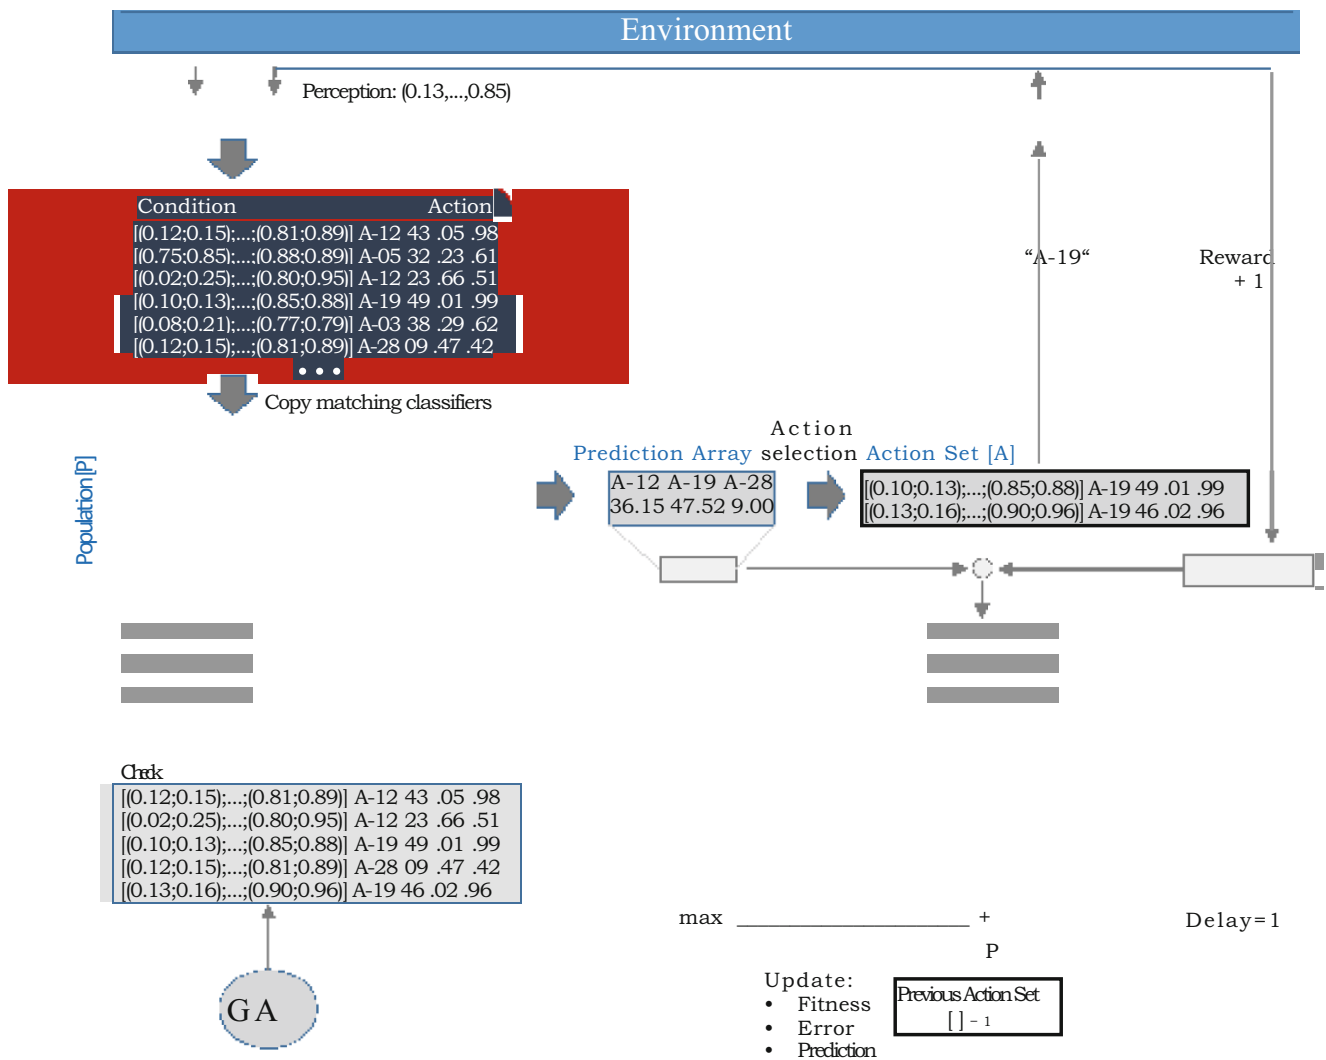 Environment
Perception: (0.13,...,0.85)
Condition Action
[(0.12;0.15);...;(0.81;0.89)] A-12 43 .05 .98
[(0.75;0.85);...;(0.88;0.89)] A-05 32 .23 .61
[(0.02;0.25);...;(0.80;0.95)] A-12 23 .66 .51
[(0.10;0.13);...;(0.85;0.88)] A-19 49 .01 .99
[(0.08;0.21);...;(0.77;0.79)] A-03 38 .29 .62
[(0.12;0.15);...;(0.81;0.89)] A-28 09 .47 .42
• • •
“A-19“
Reward
+ 1
Copy matching classifiers
Population [P]
Action
Prediction Array selection Action Set [A]
A-12 A-19 A-28
36.15 47.52 9.00
[(0.10;0.13);...;(0.85;0.88)] A-19 49 .01 .99
[(0.13;0.16);...;(0.90;0.96)] A-19 46 .02 .96
Check
[(0.12;0.15);...;(0.81;0.89)] A-12 43 .05 .98
[(0.02;0.25);...;(0.80;0.95)] A-12 23 .66 .51
[(0.10;0.13);...;(0.85;0.88)] A-19 49 .01 .99
[(0.12;0.15);...;(0.81;0.89)] A-28 09 .47 .42
[(0.13;0.16);...;(0.90;0.96)] A-19 46 .02 .96
GA
max ______________________ +
P
Delay=1
Update:
• Fitness
• Error
• Prediction
Previous Action Set
[ ] - 1